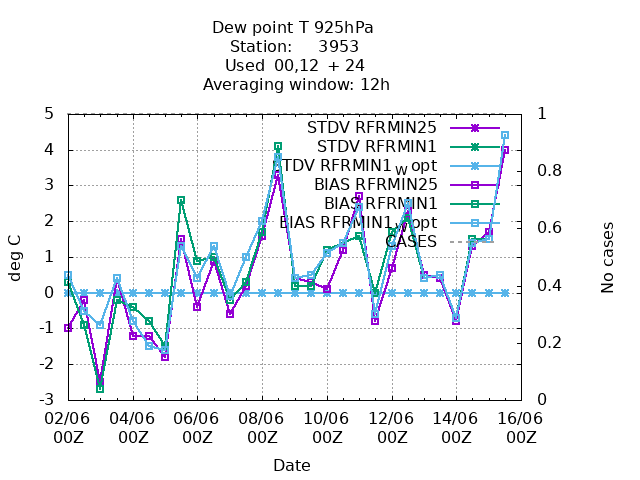 Dew point T 925hPa
Station: 3953
Used 00,12 + 24
Averaging window: 12h
5
4
3
2
1
0
-1
-2
-3
deg C
1
0.8
0.6
0.4
0.2
0
No cases
STDV RFRMIN25
STDV RFRMIN1
STDV RFRMIN1w opt
BIAS RFRMIN25
BIAS RFRMIN1
BIAS RFRMIN1w opt
CASES
02/06 04/06 06/06 08/06 10/06 12/06 14/06 16/06
00Z 00Z 00Z 00Z 00Z 00Z 00Z 00Z
Date